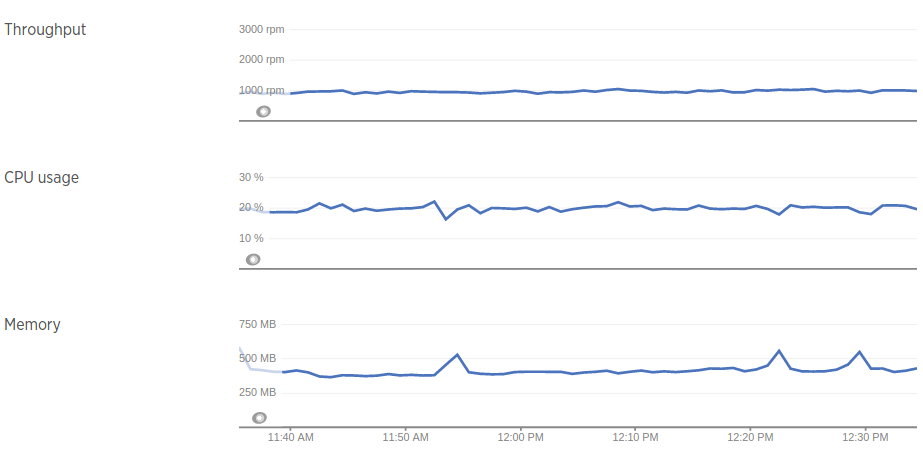 Throughput
3000 rpm
2000 rpm
1000 rpm
CPU usage
30 %
20 %
10 %
Memory
750 MB
500 MB
250 MB
11:40 AM 11:50 AM 12:00 PM 12:10 PM 12:20 PM 12:30 PM